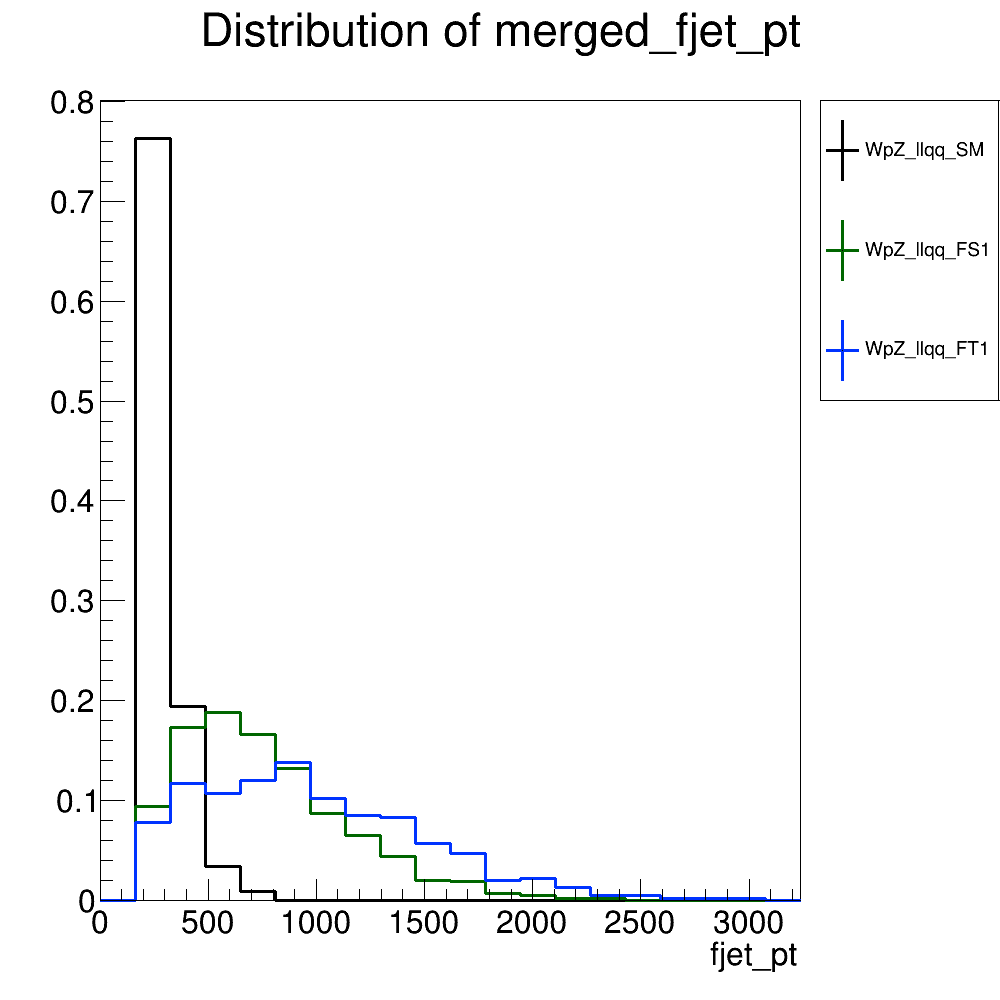 Distribution of merged_fjet_pt
0.8
0.7
0.6
0.5
0.4
0.3
0.2
0.1
0
0 500 1000 1500 2000 2500 3000
fjet_pt
WpZ_llqq_SM
WpZ_llqq_FS1
WpZ_llqq_FT1